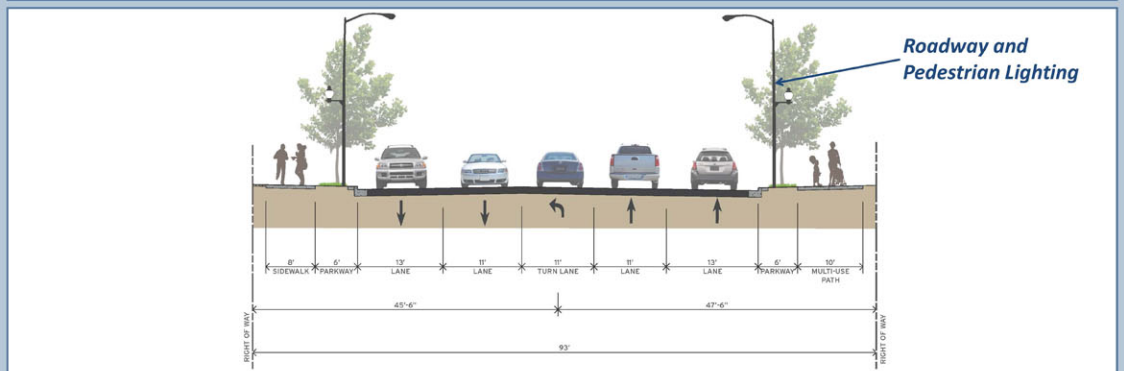 Roadway and
Pedestrian Lighting
8' 6' 13' 11' 11' 11' 13' 6' 10'
SIDEWALK PARKWAY LANE LANE TURN LANE LANE LANE PARKWAY MULTI-USE
PATH
45'-6" 47'-6"
RIGHT OF WAY
RIGHT OF WAY
93'